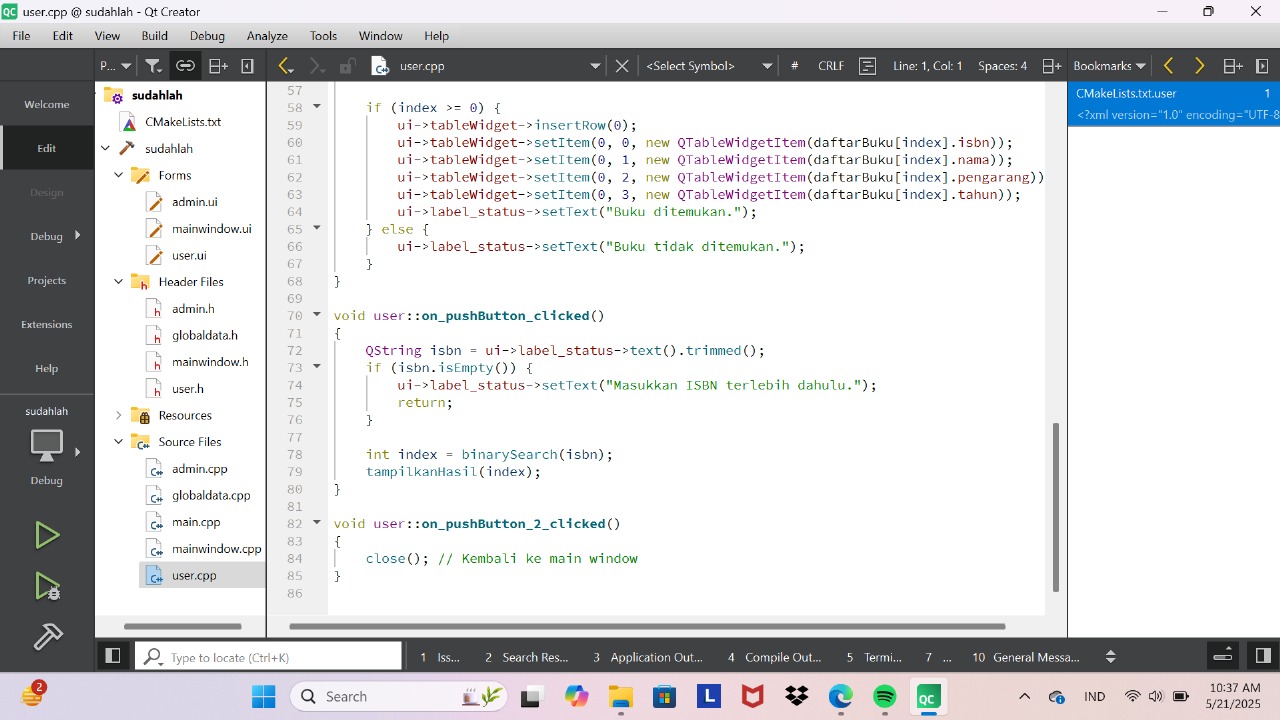 QC user.cpp @ sudahlah - Qt Creator
File Edit View Build Debug Analyze Tools Window Help
P... user.cpp <Select Symbol> # CRLF Line: 1, Col: 1 Spaces: 4 Bookmarks
Welcome
Edit
Design
Debug
Projects
Extensions
Help
sudahlah
Debug
sudahlah
CMakeLists.txt
sudahlah
Forms
admin.ui
mainwindow.ui
user.ui
Header Files
admin.h
globaldata.h
mainwindow.h
user.h
Resources
Source Files
admin.cpp
globaldata.cpp
main.cpp
mainwindow.cpp
user.cpp
57
58 if (index >= 0) {
59 ui->tableWidget->insertRow(0);
60 ui->tableWidget->setItem(0, 0, new QTableWidgetItem(daftarBuku[index].isbn));
61 ui->tableWidget->setItem(0, 1, new QTableWidgetItem(daftarBuku[index].nama));
62 ui->tableWidget->setItem(0, 2, new QTableWidgetItem(daftarBuku[index].pengarang))
63 ui->tableWidget->setItem(0, 3, new QTableWidgetItem(daftarBuku[index].tahun));
64 ui->label_status->setText("Buku ditemukan.");
65 } else {
66 ui->label_status->setText("Buku tidak ditemukan.");
67 }
68 }
69
70 void user::on_pushButton_clicked()
71 {
72 QString isbn = ui->label_status->text().trimmed();
73 if (isbn.isEmpty()) {
74 ui->label_status->setText("Masukkan ISBN terlebih dahulu.");
75 return;
76 }
77
78 int index = binarySearch(isbn);
79 tampilkanHasil(index);
80 }
81
82 void user::on_pushButton_2_clicked()
83 {
84 close(); // Kembali ke main window
85 }
86
CMakeLists.txt.user 1
<?xml version="1.0" encoding="UTF-8
Type to locate (Ctrl+K) 1 Iss... 2 Search Res... 3 Application Out... 4 Compile Out... 5 Termi... 7 ... 10 General Messa...
2 Search L QC IND 10:37 AM
5/21/2025